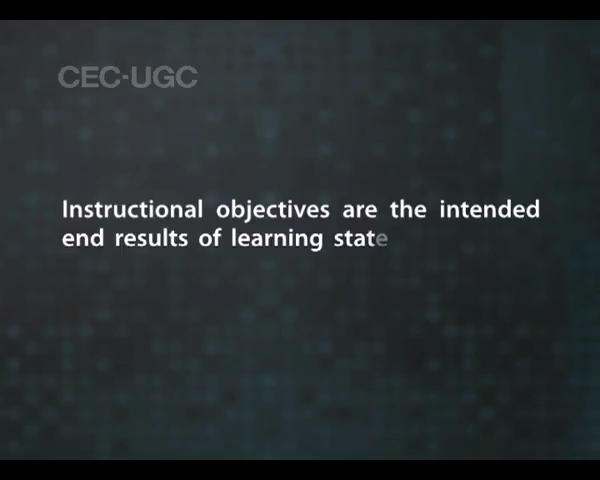 CEC-UGC
Instructional objectives are the intended
end results of learning state